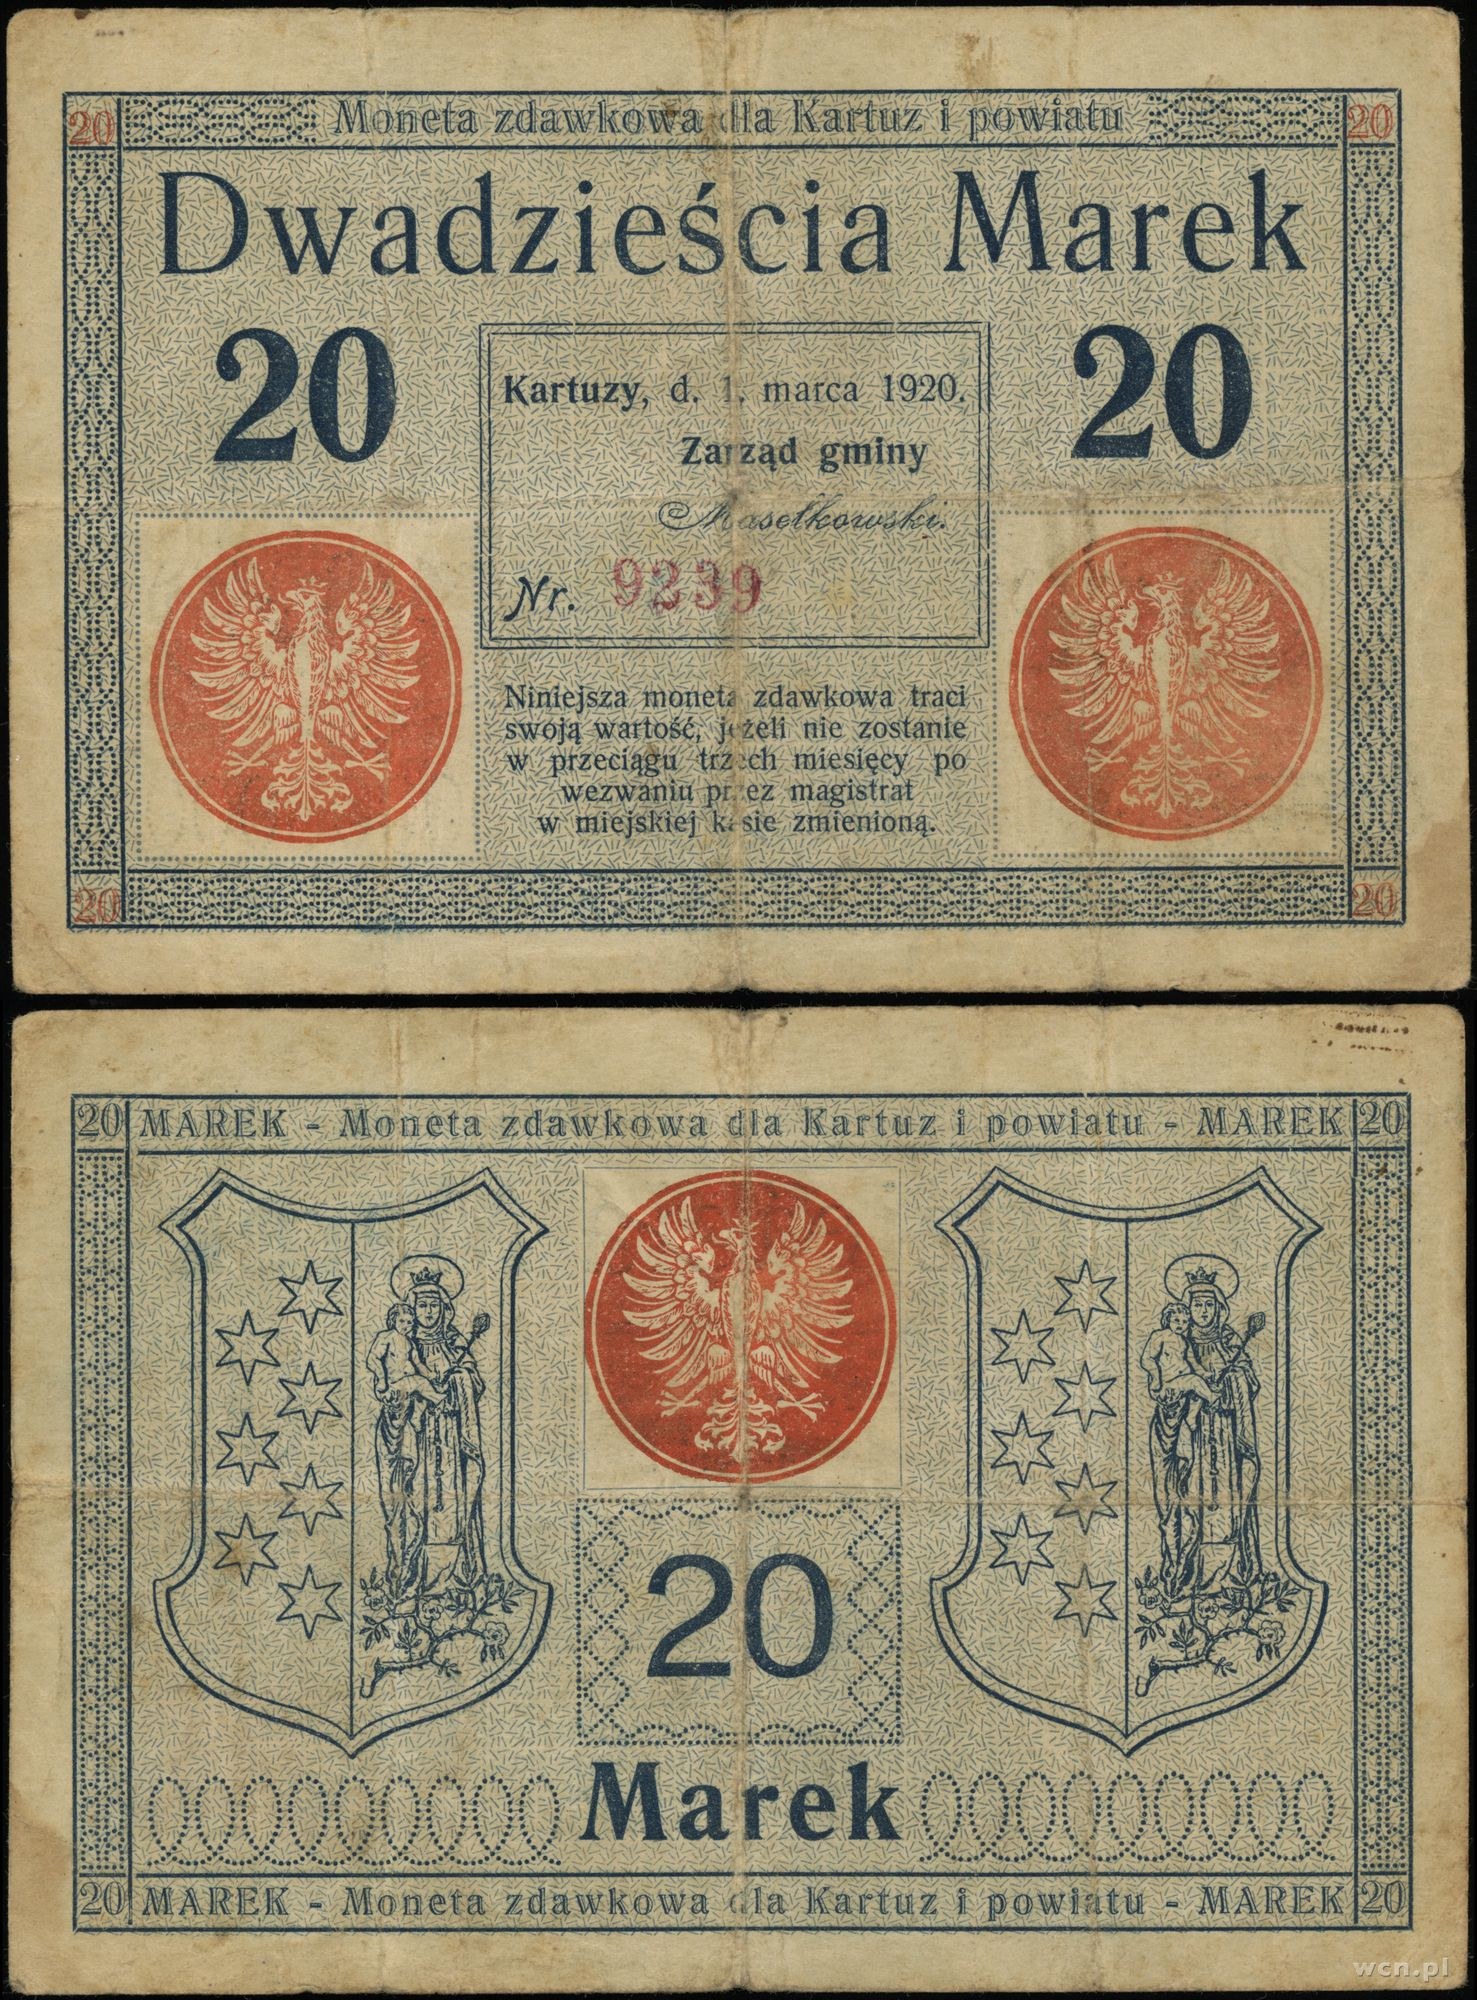 20 Moneta zdawkowa dla Kartuz i powiatu 20
Dwadzieścia Marek
20 20
Kartuzy, d. 1. marca 1920.
Zarząd gminy
Maselkowski.
Nr. 9239
Niniejsza moneta zdawkowa traci
swoją wartość, jeżeli nie zostanie
w przeciągu trzech miesięcy po
wezwaniu przez magistrat
w miejskiej kasie zmienioną.
20 20
20 MAREK - Moneta zdawkowa dla Kartuz i powiatu - MAREK 20
20
Marek
20 MAREK - Moneta zdawkowa dla Kartuz i powiatu - MAREK 20
wcn.pl